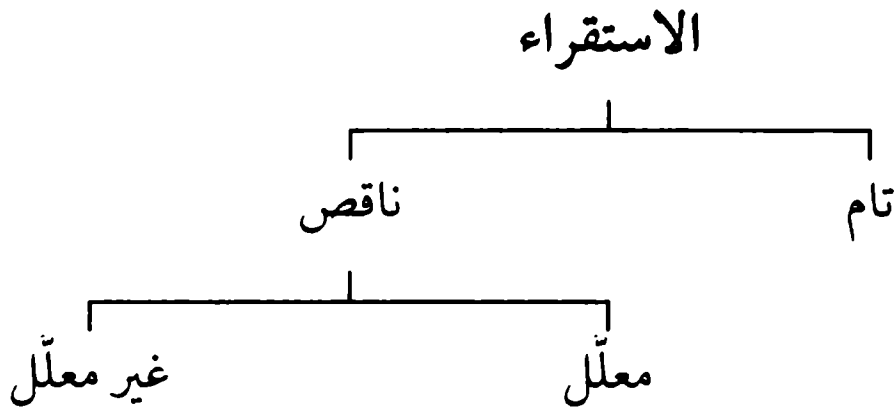 الاستقراء
تام ناقص
معلّل غير معلّل